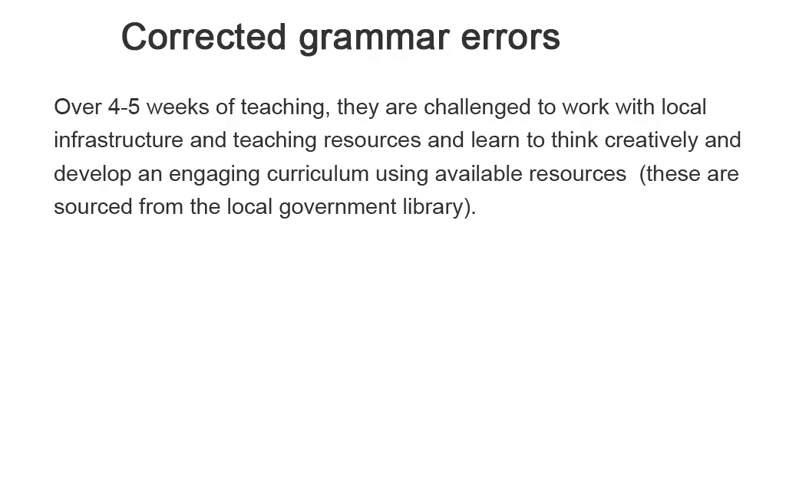 Corrected grammar errors
Over 4-5 weeks of teaching, they are challenged to work with local
infrastructure and teaching resources and learn to think creatively and
develop an engaging curriculum using available resources  (these are
sourced from the local government library).